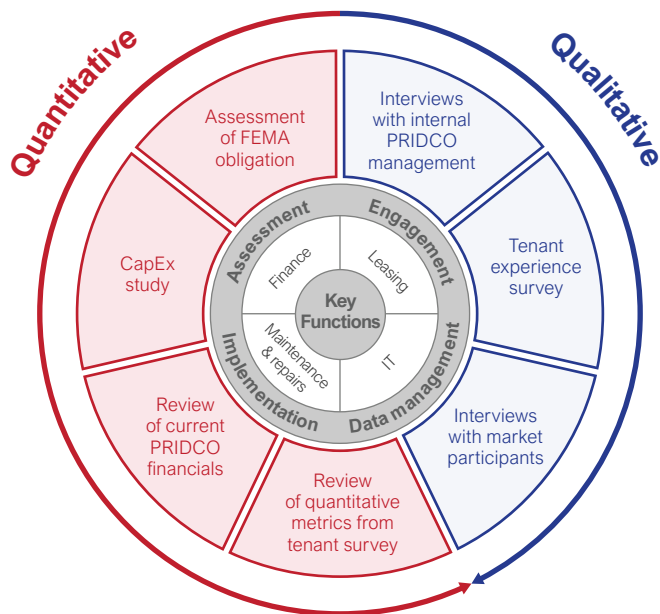 Quantitative
Qualitative
Assessment
of FEMA
obligation
Interviews
with internal
PRIDCO
management
CapEx
study
Tenant
experience
survey
Review
of current
PRIDCO
financials
Interviews
with market
participants
Review
of quantitative
metrics from
tenant survey
Assessment
Engagement
Implementation
Data management
Finance
Leasing
Maintenance
& repairs
IT
Key
Functions